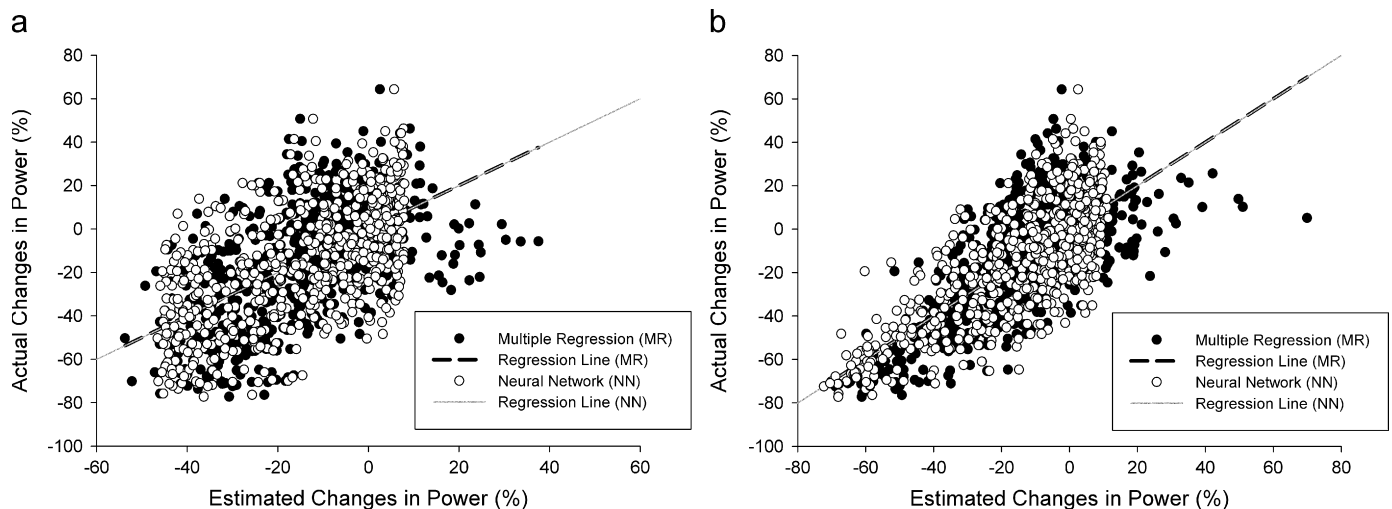 a
80
60
40
20
0
-20
-40
-60
-80
-100
-60 -40 -20 0 20 40 60
Actual Changes in Power (%)
Estimated Changes in Power (%)
Multiple Regression (MR)
Regression Line (MR)
Neural Network (NN)
Regression Line (NN)
b
80
60
40
20
0
-20
-40
-60
-80
-100
-80 -60 -40 -20 0 20 40 60 80
Actual Changes in Power (%)
Estimated Changes in Power (%)
Multiple Regression (MR)
Regression Line (MR)
Neural Network (NN)
Regression Line (NN)